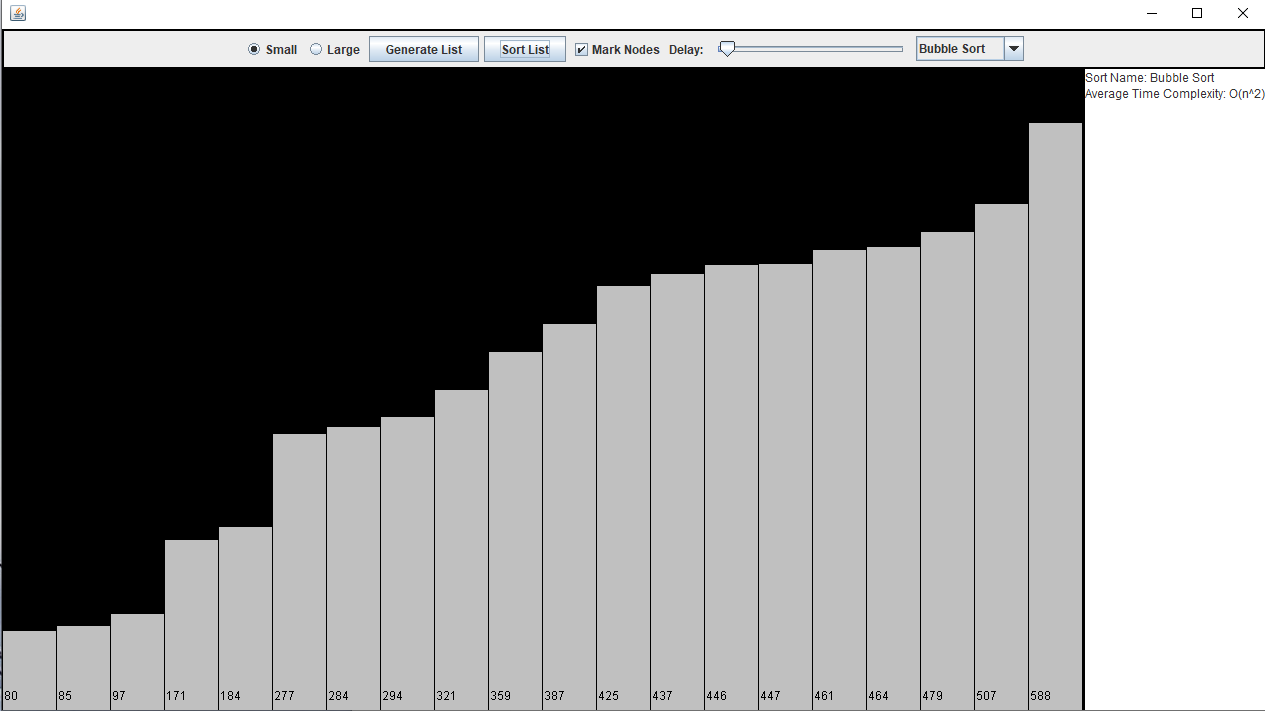 Small Large Generate List Sort List Mark Nodes Delay: Bubble Sort
Sort Name: Bubble Sort
Average Time Complexity: O(n^2)
80 85 97 171 184 277 284 294 321 359 387 425 437 446 447 461 464 479 507 588